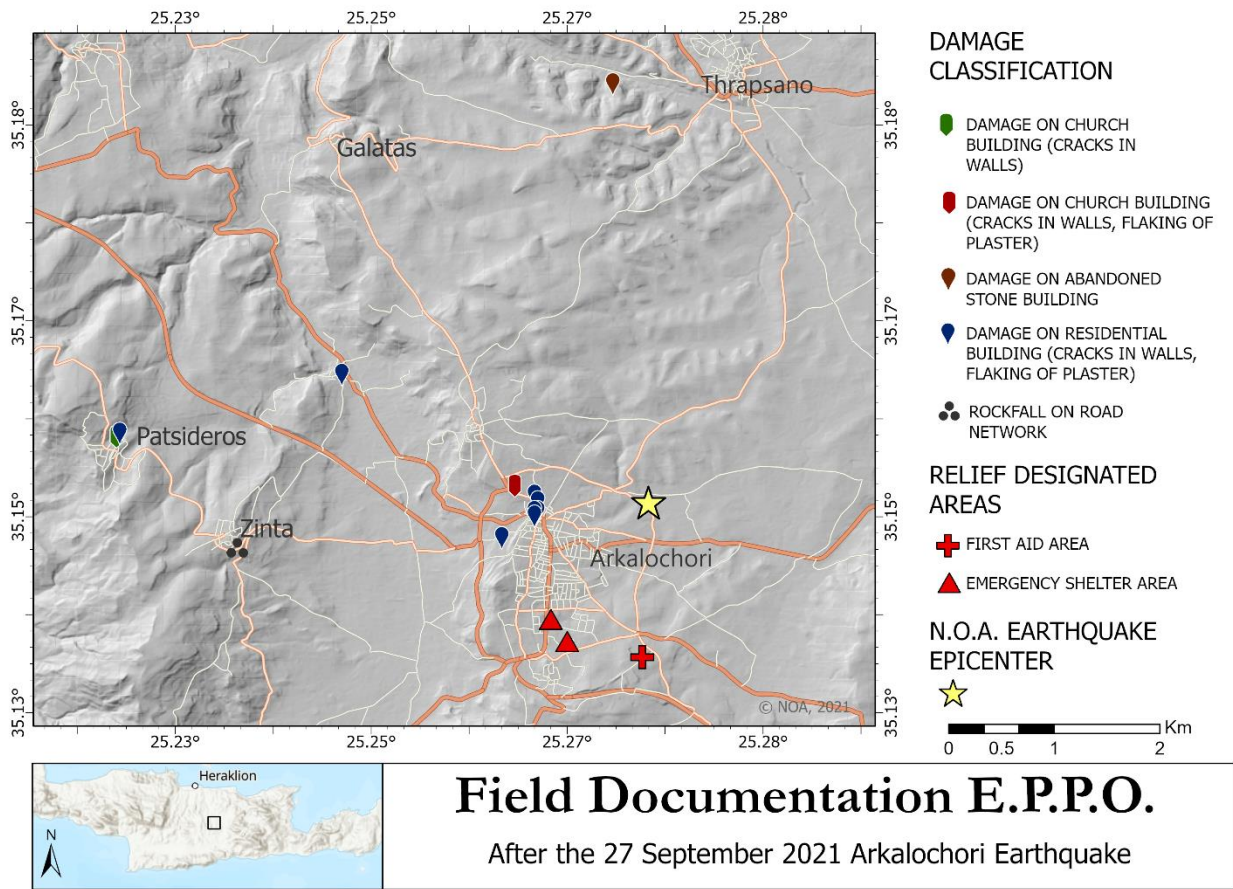 25.23
25.25
25.27
25.28
35.18°
35.17°
35.15°
35.13°
Thrapsano
Galatas
Patsideros
Zinta
Arkalochori
© NOA, 2021
25.23
25.25
25.27
25.28
DAMAGE
CLASSIFICATION
DAMAGE ON CHURCH
BUILDING (CRACKS IN
WALLS)
DAMAGE ON CHURCH BUILDING
(CRACKS IN WALLS, FLAKING OF
PLASTER)
DAMAGE ON ABANDONED
STONE BUILDING
DAMAGE ON RESIDENTIAL
BUILDING (CRACKS IN WALLS,
FLAKING OF PLASTER)
ROCKFALL ON ROAD
NETWORK
RELIEF DESIGNATED
AREAS
FIRST AID AREA
EMERGENCY SHELTER AREA
N.O.A. EARTHQUAKE
EPICENTER
Km
0 0.5 1 2
35.18°
35.17°
35.15°
35.13°
Heraklion
N
Field Documentation E.P.P.O.
After the 27 September 2021 Arkalochori Earthquake